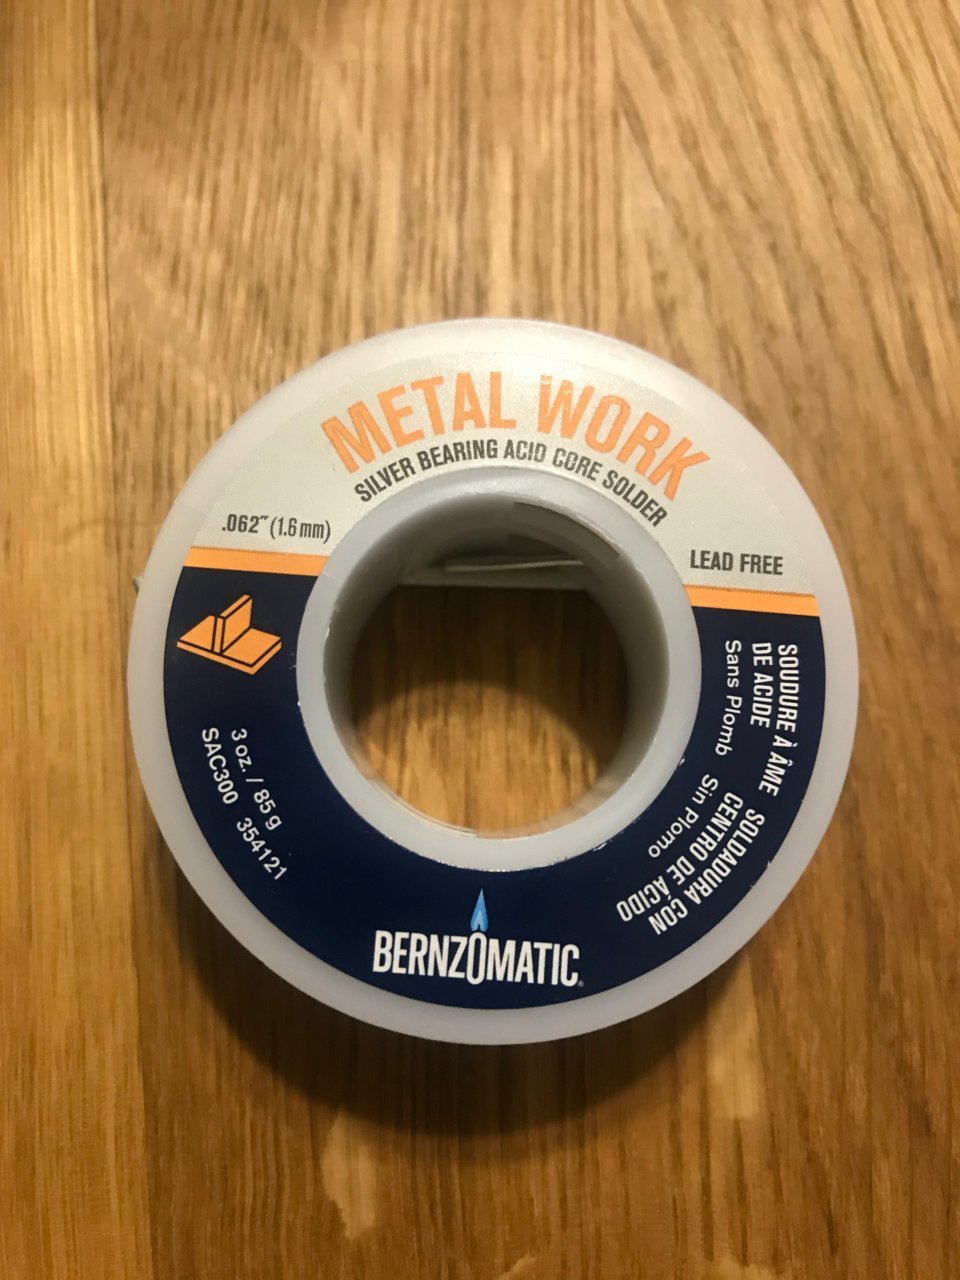 METAL WORK
SILVER BEARING ACID CORE SOLDER
.062" (1.6 mm)
LEAD FREE
SOUDURE À ÂME
DE ACIDE
Sans Plomb
SOLDADURA CON
CENTRO DE ÁCIDO
Sin Plomo
3 oz. / 85 g
SAC300 354121
BERNZOMATIC®